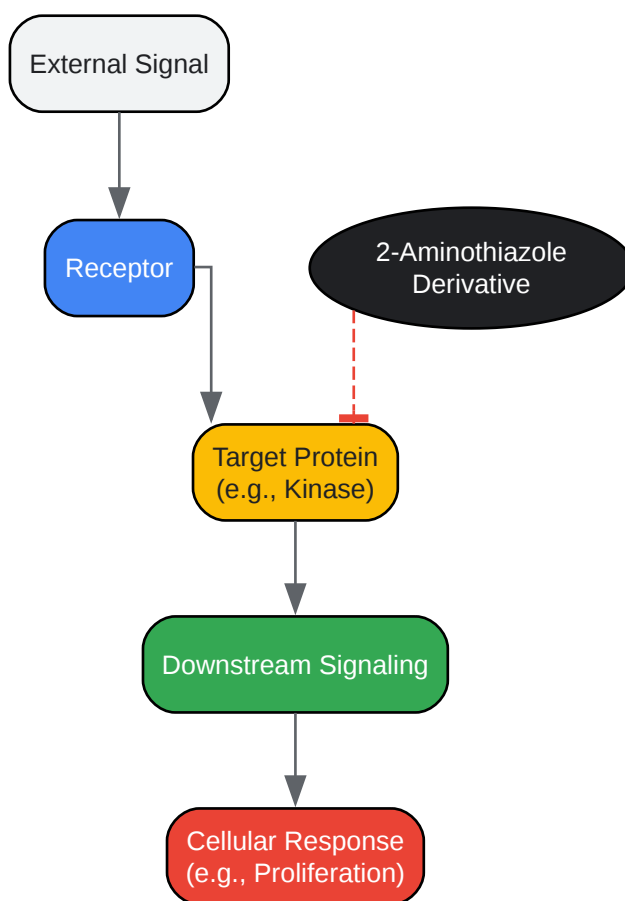 External Signal
Receptor
2-Aminothiazole
Derivative
Target Protein
(e.g., Kinase)
Downstream Signaling
Cellular Response
(e.g., Proliferation)